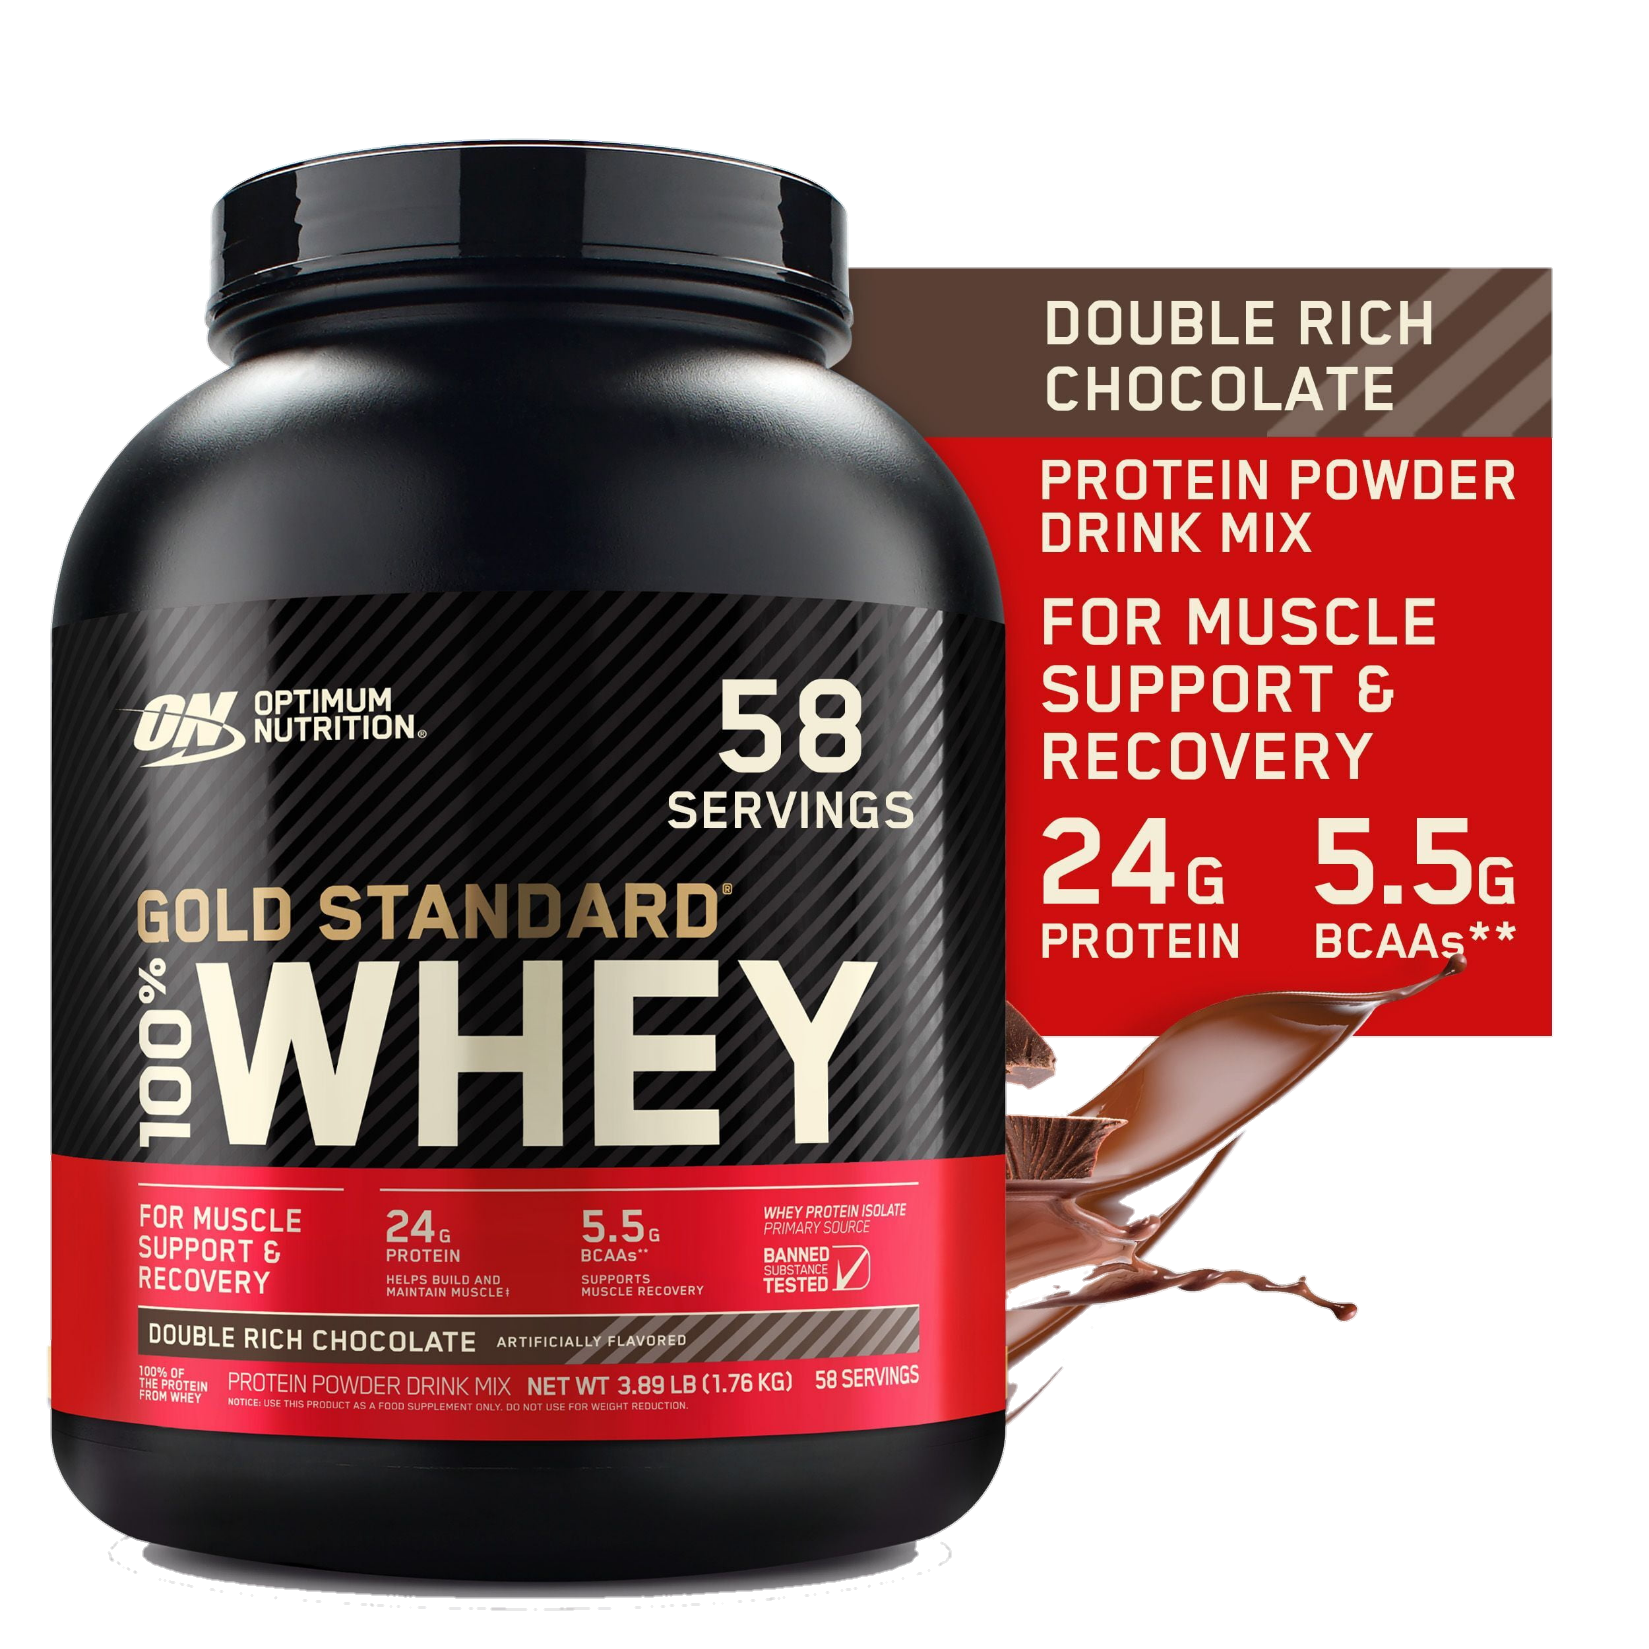 DOUBLE RICH
CHOCOLATE
PROTEIN POWDER
DRINK MIX
FOR MUSCLE
SUPPORT &
RECOVERY
24G
PROTEIN
5.5G
BCAAs**
ON
OPTIMUM
NUTRITION®
58
SERVINGS
GOLD STANDARD®
100%
WHEY
FOR MUSCLE
SUPPORT &
RECOVERY
24G
PROTEIN
HELPS BUILD AND
MAINTAIN MUSCLE‡
5.5G
BCAAs**
SUPPORTS
MUSCLE RECOVERY
WHEY PROTEIN ISOLATE
PRIMARY SOURCE
BANNED
SUBSTANCE
TESTED
DOUBLE RICH CHOCOLATE ARTIFICIALLY FLAVORED
100% OF
THE PROTEIN
FROM WHEY
PROTEIN POWDER DRINK MIX NET WT 3.89 LB (1.76 KG) 58 SERVINGS
NOTICE: USE THIS PRODUCT AS A FOOD SUPPLEMENT ONLY. DO NOT USE FOR WEIGHT REDUCTION.